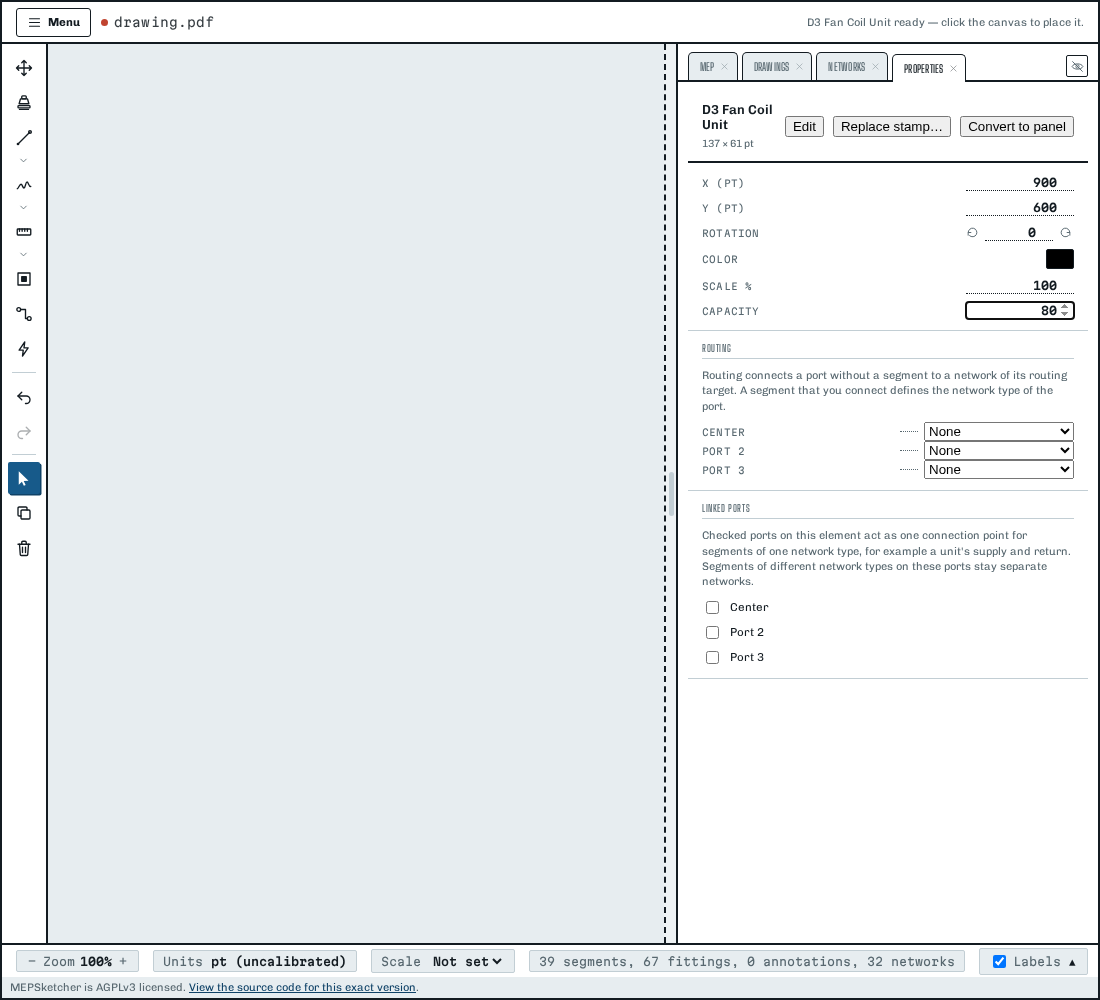 Menu
drawing.pdf
D3 Fan Coil Unit ready — click the canvas to place it.
MEP
DRAWINGS
NETWORKS
PROPERTIES
D3 Fan Coil
Unit
137 × 61 pt
Edit
Replace stamp…
Convert to panel
X (PT) 900
Y (PT) 600
ROTATION 0
COLOR
SCALE % 100
CAPACITY 80
ROUTING
Routing connects a port without a segment to a network of its routing
target. A segment that you connect defines the network type of the
port.
CENTER None
PORT 2 None
PORT 3 None
LINKED PORTS
Checked ports on this element act as one connection point for
segments of one network type, for example a unit's supply and return.
Segments of different network types on these ports stay separate
networks.
Center
Port 2
Port 3
− Zoom 100% +
Units pt (uncalibrated)
Scale Not set
39 segments, 67 fittings, 0 annotations, 32 networks
Labels ▲
MEPSketcher is AGPLv3 licensed. View the source code for this exact version.